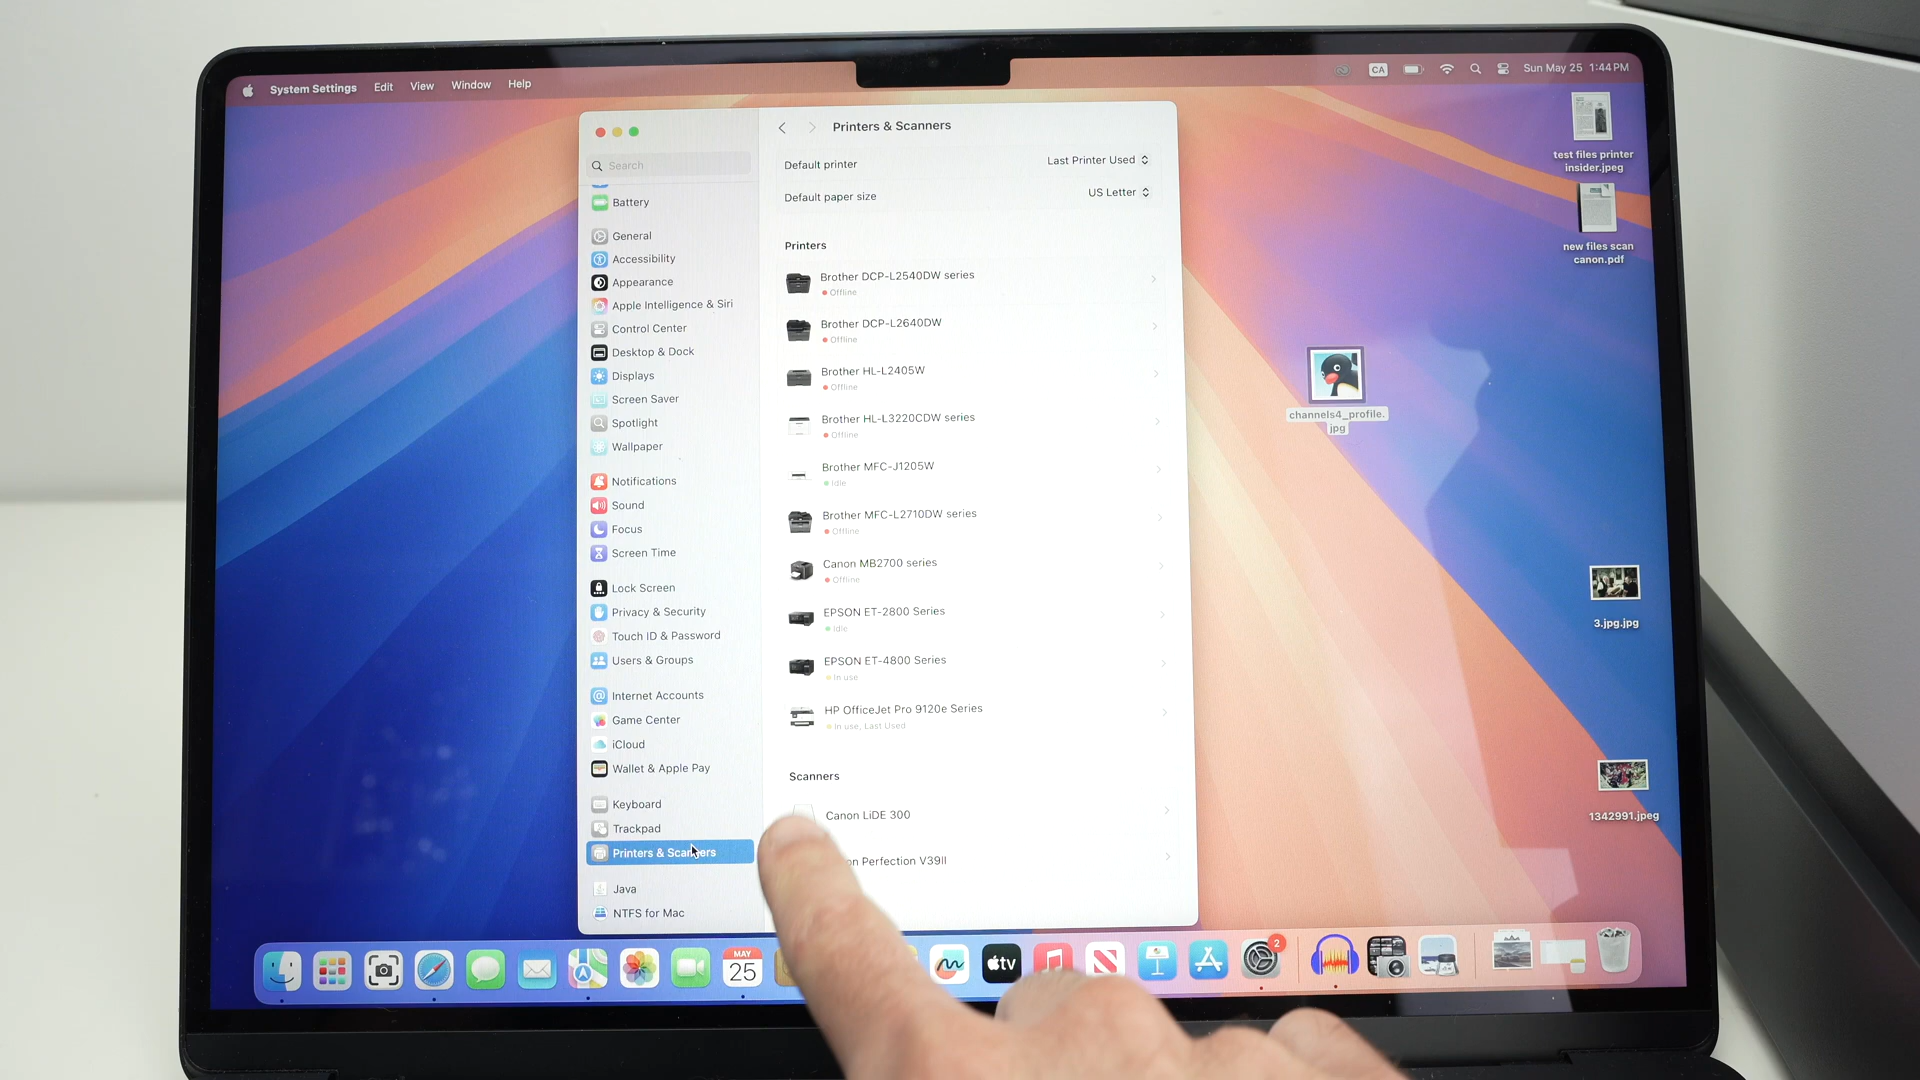 System Settings Edit View Window Help
CA
Sun May 25 1:44 PM
Search
Battery
General
Accessibility
Appearance
Apple Intelligence & Siri
Control Center
Desktop & Dock
Displays
Screen Saver
Spotlight
Wallpaper
Notifications
Sound
Focus
Screen Time
Lock Screen
Privacy & Security
Touch ID & Password
Users & Groups
Internet Accounts
Game Center
iCloud
Wallet & Apple Pay
Keyboard
Trackpad
Printers & Scanners
Java
NTFS for Mac
Printers & Scanners
Default printer Last Printer Used
Default paper size US Letter
Printers
Brother DCP-L2540DW series
Offline
Brother DCP-L2640DW
Offline
Brother HL-L2405W
Offline
Brother HL-L3220CDW series
Offline
Brother MFC-J1205W
Idle
Brother MFC-L2710DW series
Offline
Canon MB2700 series
Offline
EPSON ET-2800 Series
Idle
EPSON ET-4800 Series
In use
HP OfficeJet Pro 9120e Series
In use, Last Used
Scanners
Canon LiDE 300
Perfection V39II
test files printer
insider.jpeg
new files scan
canon.pdf
channels4_profile.
jpg
3.jpg.jpg
1342991.jpeg
MAY
25
tv
2